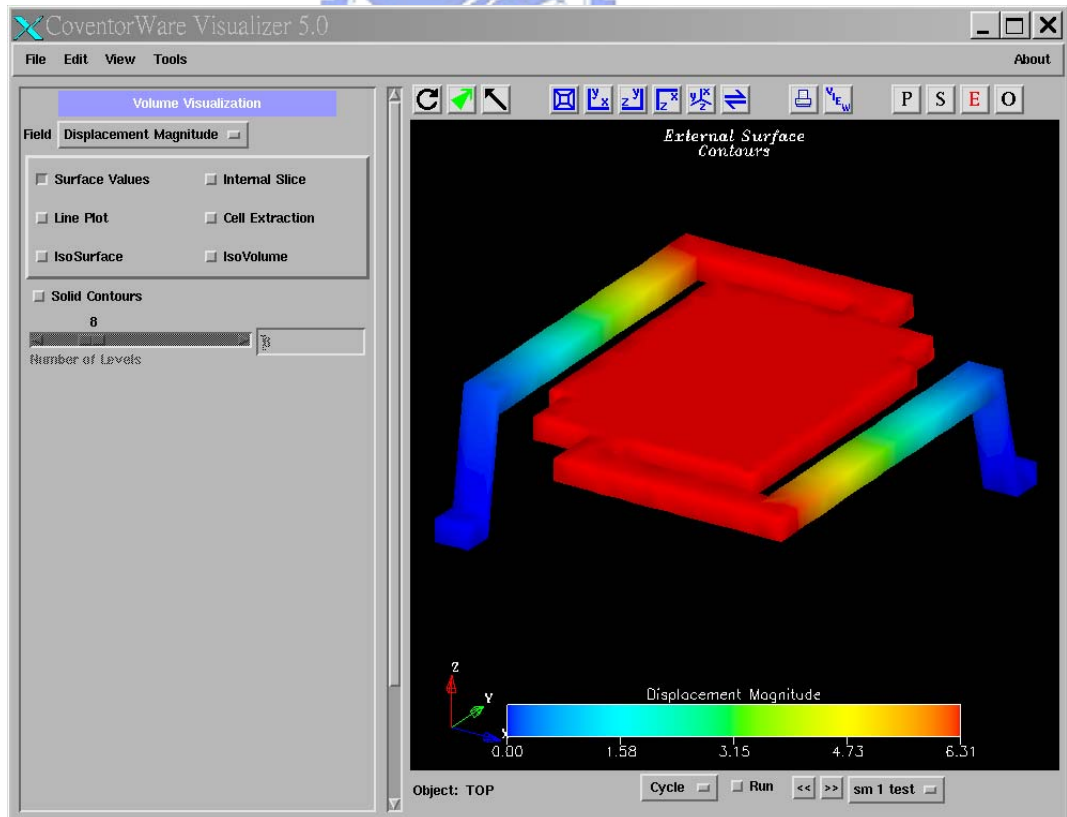 CoventorWare Visualizer 5.0
File Edit View Tools About
Volume Visualization
Field Displacement Magnitude
Surface Values Internal Slice
Line Plot Cell Extraction
IsoSurface IsoVolume
Solid Contours
8
8
Number of Levels
y x z y z x y x z VIEW P S E O
External Surface
Contours
Z
Y
X
Displacement Magnitude
0.00 1.58 3.15 4.73 6.31
Object: TOP Cycle Run << >> sm 1 test